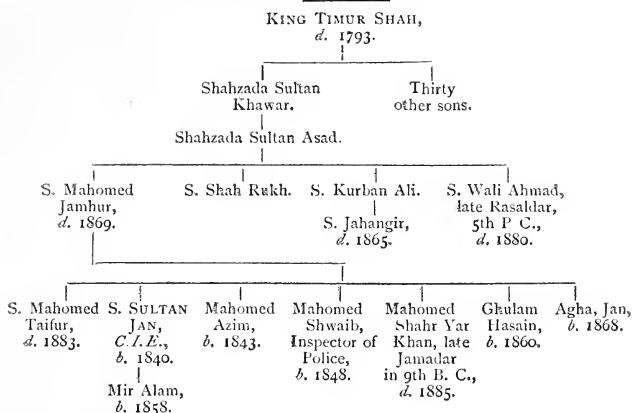 KING TIMUR SHAH,
d. 1793.
Shahzada Sultan
Khawar.
Thirty
other sons.
Shahzada Sultan Asad.
S. Mahomed
Jamhur,
d. 1869.
S. Shah Rukh.
S. Kurban Ali.
S. Jahangir,
d. 1865.
S. Wali Ahmad,
late Rasaldar,
5th P C.,
d. 1880.
S. Mahomed
Taifur,
d. 1883.
S. SULTAN
JAN,
C.I.E.,
b. 1840.
Mir Alam,
b. 1858.
Mahomed
Azim,
b. 1843.
Mahomed
Shwaib,
Inspector of
Police,
b. 1848.
Mahomed
Shahr Yar
Khan, late
Jamadar
in 9th B. C.,
d. 1885.
Ghulam
Hasain,
b. 1860.
Agha, Jan,
b. 1868.